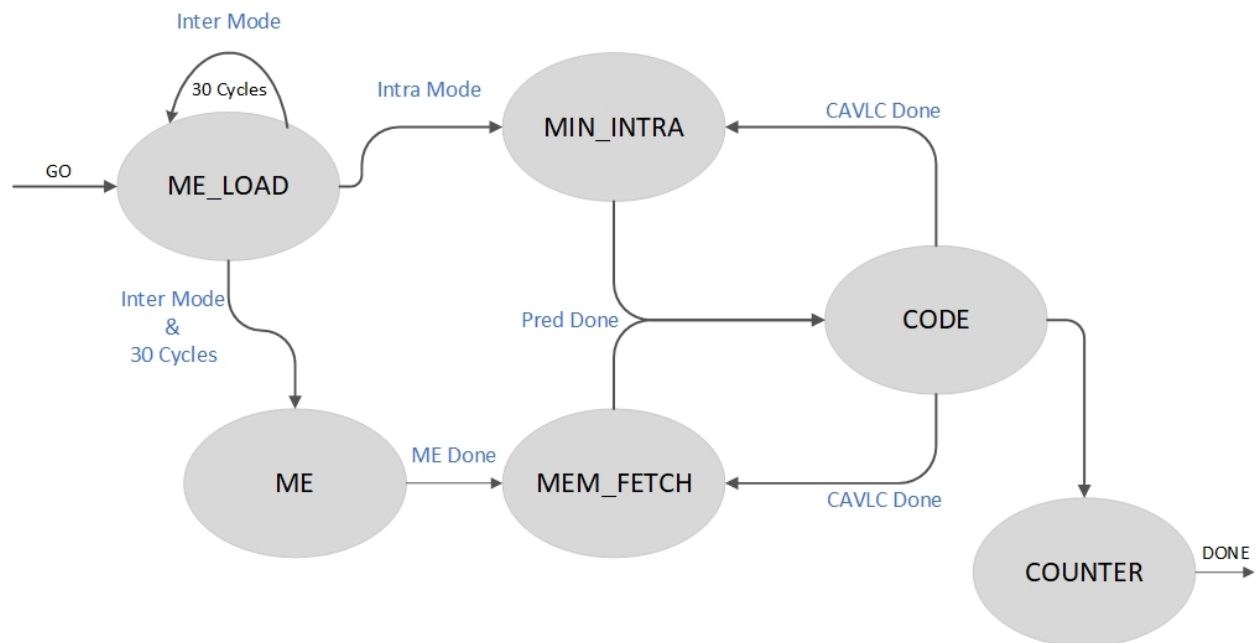 Inter Mode
30 Cycles
Intra Mode
CAVLC Done
MIN_INTRA
GO
ME_LOAD
Inter Mode
&
30 Cycles
Pred Done
CODE
ME Done
ME
MEM_FETCH
CAVLC Done
COUNTER
DONE